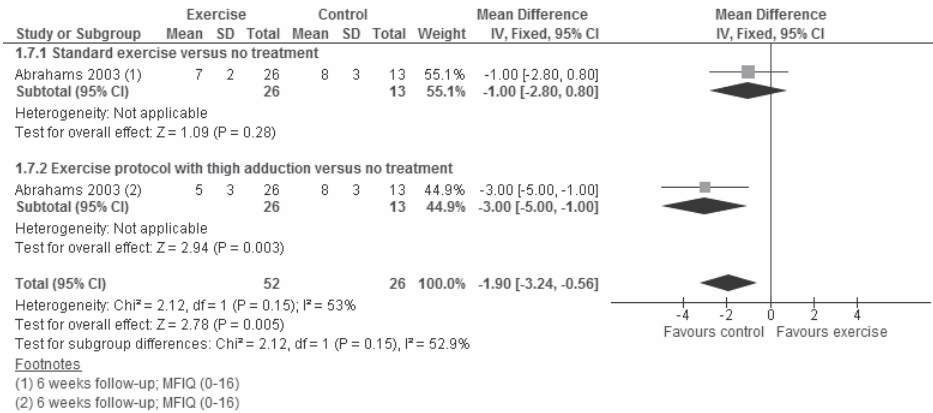 Exercise Control Mean Difference Mean Difference
Study or Subgroup Mean SD Total Mean SD Total Weight IV, Fixed, 95% CI IV, Fixed, 95% CI
1.7.1 Standard exercise versus no treatment
Abrahams 2003 (1) 7 2 26 8 3 13 55.1% -1.00 [-2.80, 0.80]
Subtotal (95% CI) 26 13 55.1% -1.00 [-2.80, 0.80]
Heterogeneity: Not applicable
Test for overall effect: Z = 1.09 (P = 0.28)
1.7.2 Exercise protocol with thigh adduction versus no treatment
Abrahams 2003 (2) 5 3 26 8 3 13 44.9% -3.00 [-5.00, -1.00]
Subtotal (95% CI) 26 13 44.9% -3.00 [-5.00, -1.00]
Heterogeneity: Not applicable
Test for overall effect: Z = 2.94 (P = 0.003)
Total (95% CI) 52 26 100.0% -1.90 [-3.24, -0.56]
Heterogeneity: Chi² = 2.12, df = 1 (P = 0.15); I² = 53%
Test for overall effect: Z = 2.78 (P = 0.005)
Test for subgroup differences: Chi² = 2.12, df = 1 (P = 0.15), I² = 52.9%
-4 -2 0 2 4
Favours control Favours exercise
Footnotes
(1) 6 weeks follow-up; MFIQ (0-16)
(2) 6 weeks follow-up; MFIQ (0-16)